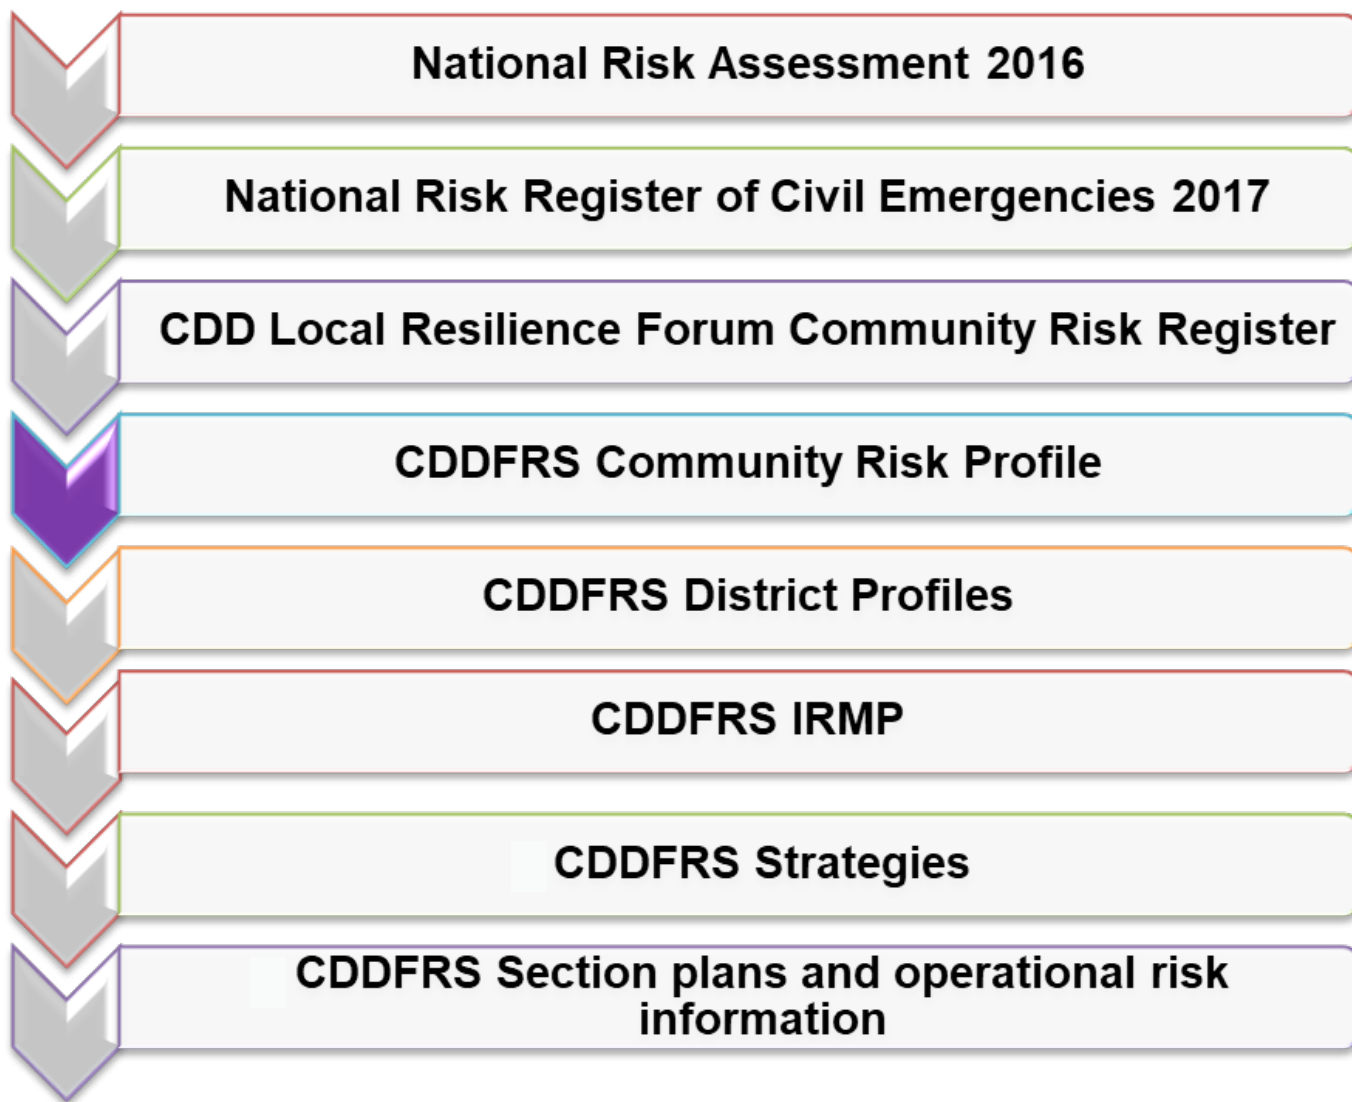 National Risk Assessment 2016
National Risk Register of Civil Emergencies 2017
CDD Local Resilience Forum Community Risk Register
CDDFRS Community Risk Profile
CDDFRS District Profiles
CDDFRS IRMP
CDDFRS Strategies
CDDFRS Section plans and operational risk
information